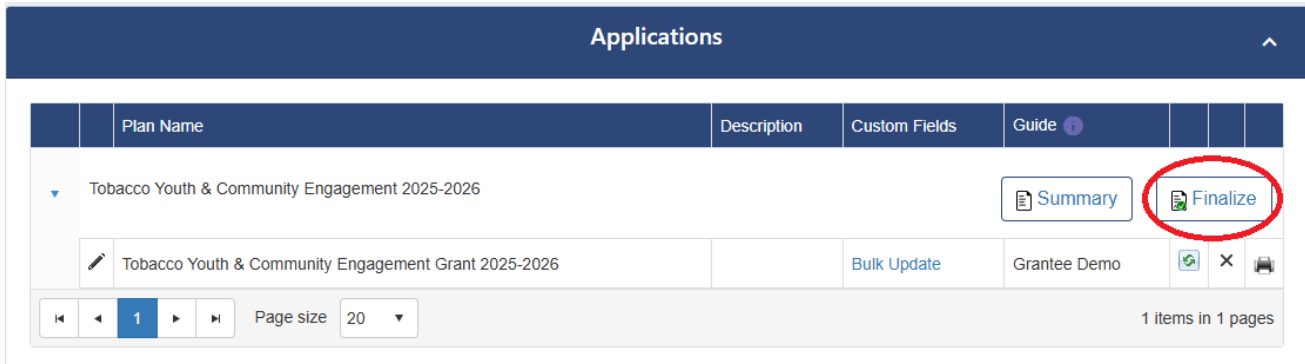 Applications
Plan Name Description Custom Fields Guide i
Tobacco Youth & Community Engagement 2025-2026
Summary Finalize
Tobacco Youth & Community Engagement Grant 2025-2026 Bulk Update Grantee Demo
1 Page size 20 1 items in 1 pages